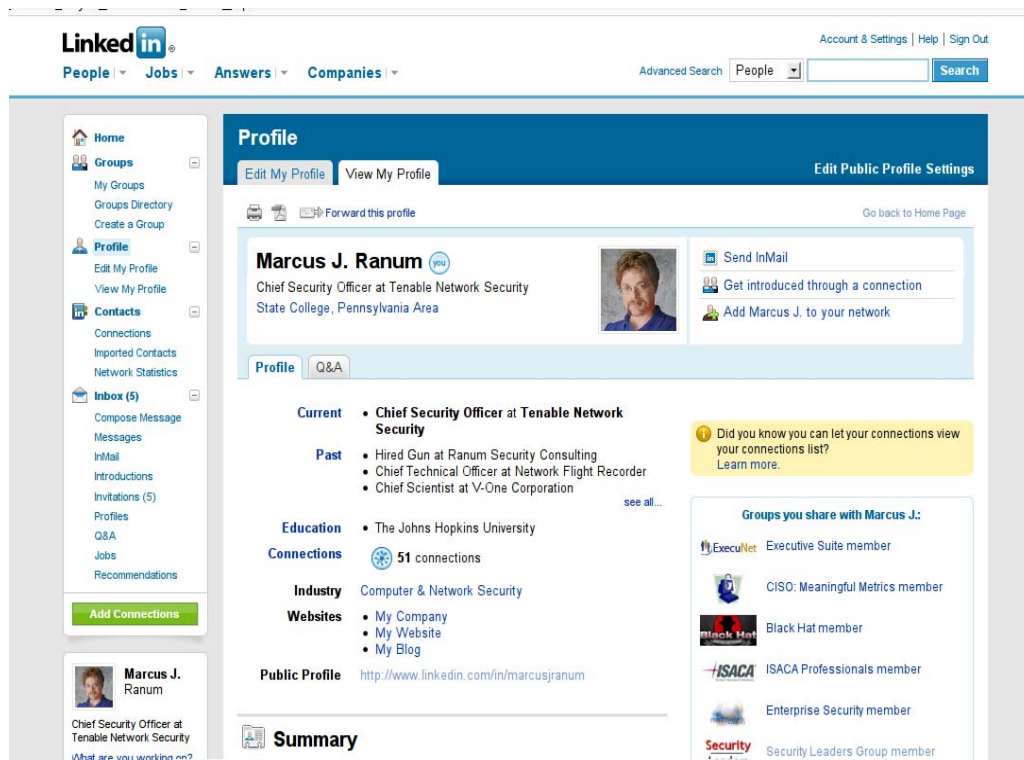 Linked in ®
Account & Settings | Help | Sign Out
People Jobs Answers Companies
Advanced Search People Search
Home
Groups
My Groups
Groups Directory
Create a Group
Profile
Edit My Profile
View My Profile
Contacts
Connections
Imported Contacts
Network Statistics
Inbox (5)
Compose Message
Messages
InMail
Introductions
Invitations (5)
Profiles
Q&A
Jobs
Recommendations
Add Connections
Marcus J.
Ranum
Chief Security Officer at
Tenable Network Security
What are you working on?
Profile
Edit My Profile View My Profile
Edit Public Profile Settings
Forward this profile
Go back to Home Page
Marcus J. Ranum you
Chief Security Officer at Tenable Network Security
State College, Pennsylvania Area
Send InMail
Get introduced through a connection
Add Marcus J. to your network
Profile Q&A
Current • Chief Security Officer at Tenable Network
Security
Past • Hired Gun at Ranum Security Consulting
• Chief Technical Officer at Network Flight Recorder
• Chief Scientist at V-One Corporation
see all...
Education • The Johns Hopkins University
Connections 51 connections
Industry Computer & Network Security
Websites • My Company
• My Website
• My Blog
Public Profile http://www.linkedin.com/in/marcusjranum
Summary
Did you know you can let your connections view
your connections list?
Learn more.
Groups you share with Marcus J.:
ExecuNet Executive Suite member
CISO: Meaningful Metrics member
Black Hat Black Hat member
ISACA ISACA Professionals member
Enterprise Security member
Security Security Leaders Group member